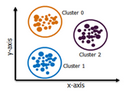 Cluster 0
Cluster 2
Cluster 1
y-axis
x-axis